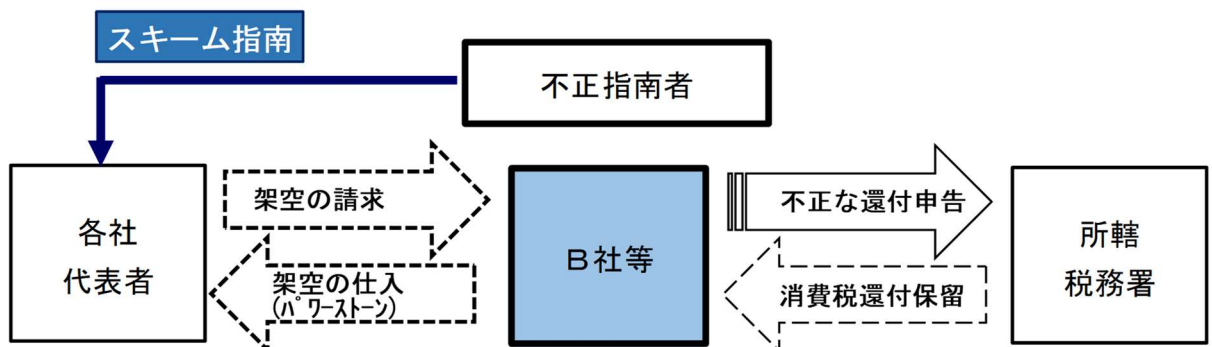 スキーム指南
不正指南者
各社
代表者
架空の請求
架空の仕入
(ﾊﾟﾜｰｽﾄｰﾝ)
B社等
不正な還付申告
消費税還付保留
所轄
税務署